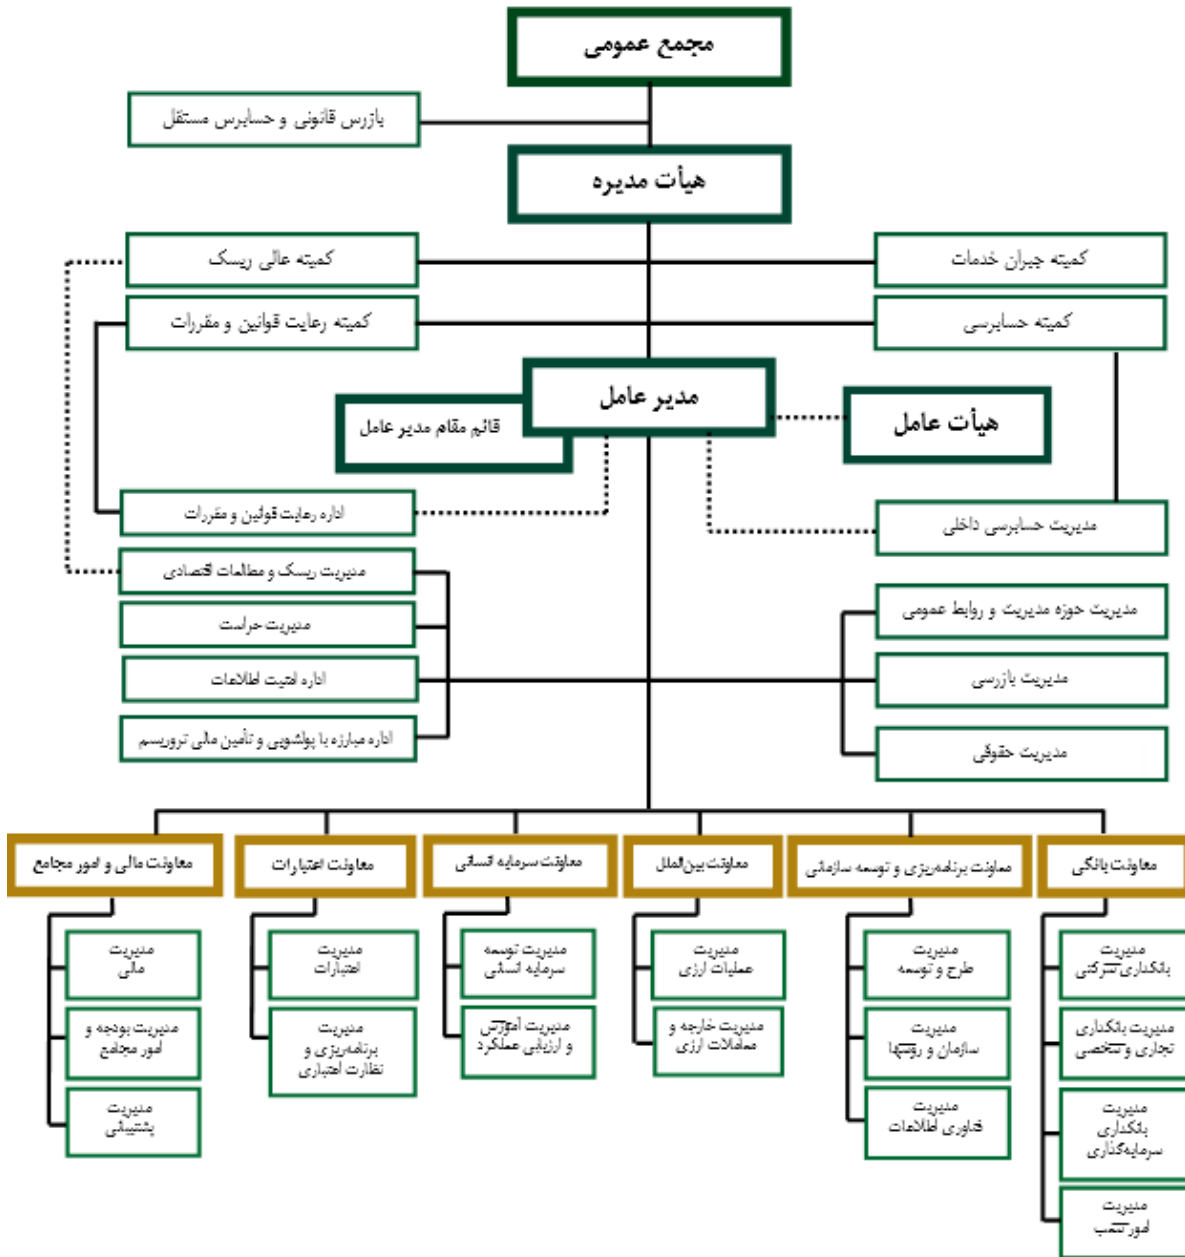 مجمع عمومی
بازرس قانونی و حسابرس مستقل
هیأت مدیره
کمیته جبران خدمات
کمیته عالی ریسک
کمیته حسابرسی
کمیته رعایت قوانین و مقررات
مدیر عامل
قائم مقام مدیر عامل
هیأت عامل
مدیریت حسابرسی داخلی
اداره رعایت قوانین و مقررات
مدیریت ریسک و مطالعات اقتصادی
مدیریت حوزه مدیریت و روابط عمومی
مدیریت حراست
مدیریت بازرسی
اداره امنیت اطلاعات
مدیریت حقوقی
اداره مبارزه با پولشویی و تأمین مالی تروریسم
معاونت بانکی
معاونت برنامه‌ریزی و توسعه سازمانی
معاونت بین‌الملل
معاونت سرمایه انسانی
معاونت اعتبارات
معاونت مالی و امور مجامع
مدیریت
بانکداری شرکتی
مدیریت بانکداری
تجاری و شخصی
مدیریت
بانکداری
سرمایه‌گذاری
مدیریت
امور شعب
مدیریت
طرح و توسعه
مدیریت
سازمان و روشها
مدیریت
فناوری اطلاعات
مدیریت
عملیات ارزی
مدیریت خارجه و
معاملات ارزی
مدیریت توسعه
سرمایه انسانی
مدیریت آموزش
و ارزیابی عملکرد
مدیریت
اعتبارات
مدیریت
برنامه‌ریزی و
نظارت اعتباری
مدیریت
مالی
مدیریت بودجه و
امور مجامع
مدیریت
پشتیبانی